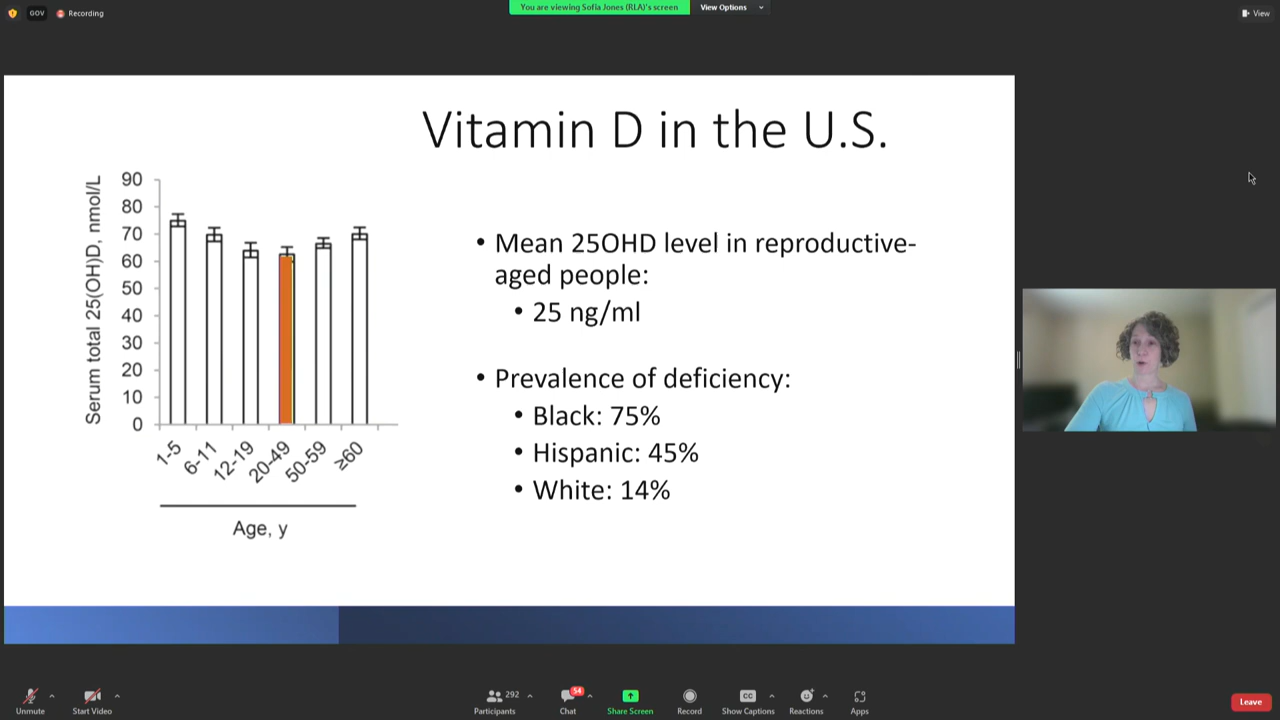 GOV
Recording
You are viewing Sofia Jones (RLA)'s screen
View Options
View
Vitamin D in the U.S.
Serum total 25(OH)D, nmol/L
90
80
70
60
50
40
30
20
10
0
1-5
6-11
12-19
20-49
50-59
≥60
Age, y
• Mean 25OHD level in reproductive-
aged people:
• 25 ng/ml
• Prevalence of deficiency:
• Black: 75%
• Hispanic: 45%
• White: 14%
Unmute
Start Video
292
Participants
54
Chat
Share Screen
Record
CC
Show Captions
Reactions
Apps
Leave